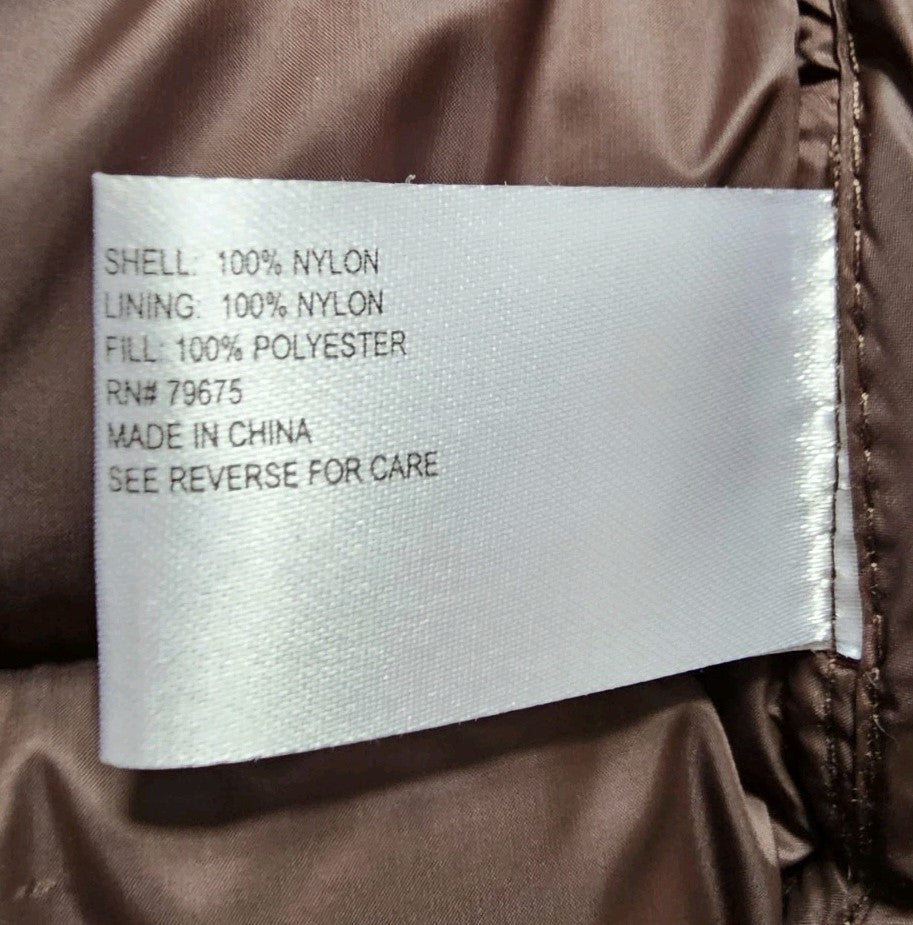 SHELL: 100% NYLON
LINING: 100% NYLON
FILL: 100% POLYESTER
RN# 79675
MADE IN CHINA
SEE REVERSE FOR CARE